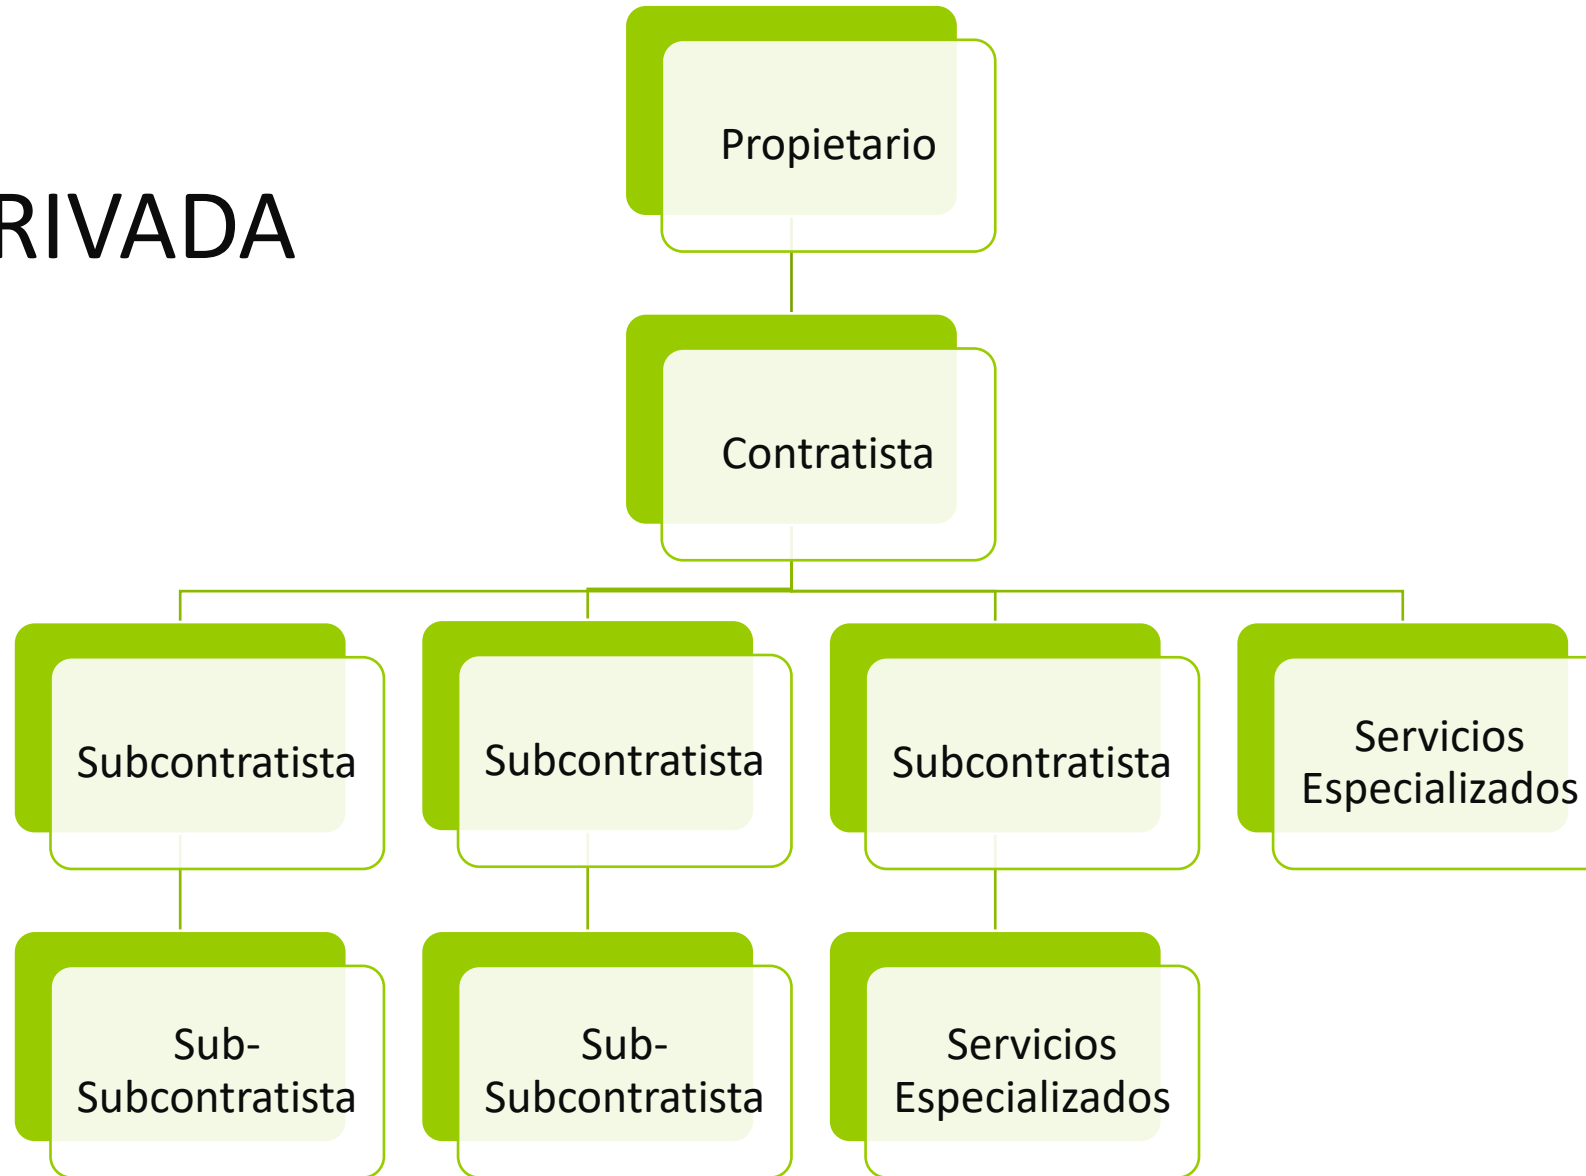 RIVADA
Propietario
Contratista
Subcontratista
Subcontratista
Subcontratista
Servicios
Especializados
Sub-
Subcontratista
Sub-
Subcontratista
Servicios
Especializados